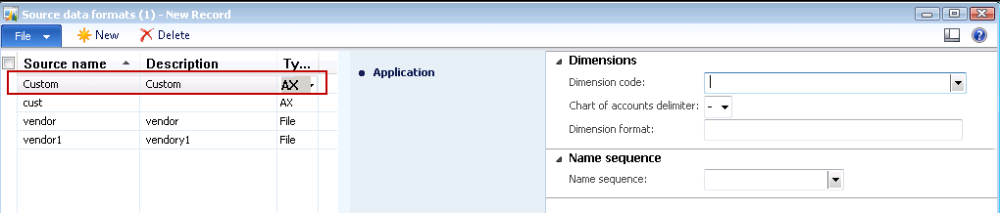 Source data formats (1) - New Record
File New Delete
Source name Description Ty...
Custom Custom AX
cust AX
vendor vendor File
vendor1 vendory1 File
Application
Dimensions
Dimension code:
Chart of accounts delimiter: -
Dimension format:
Name sequence
Name sequence: